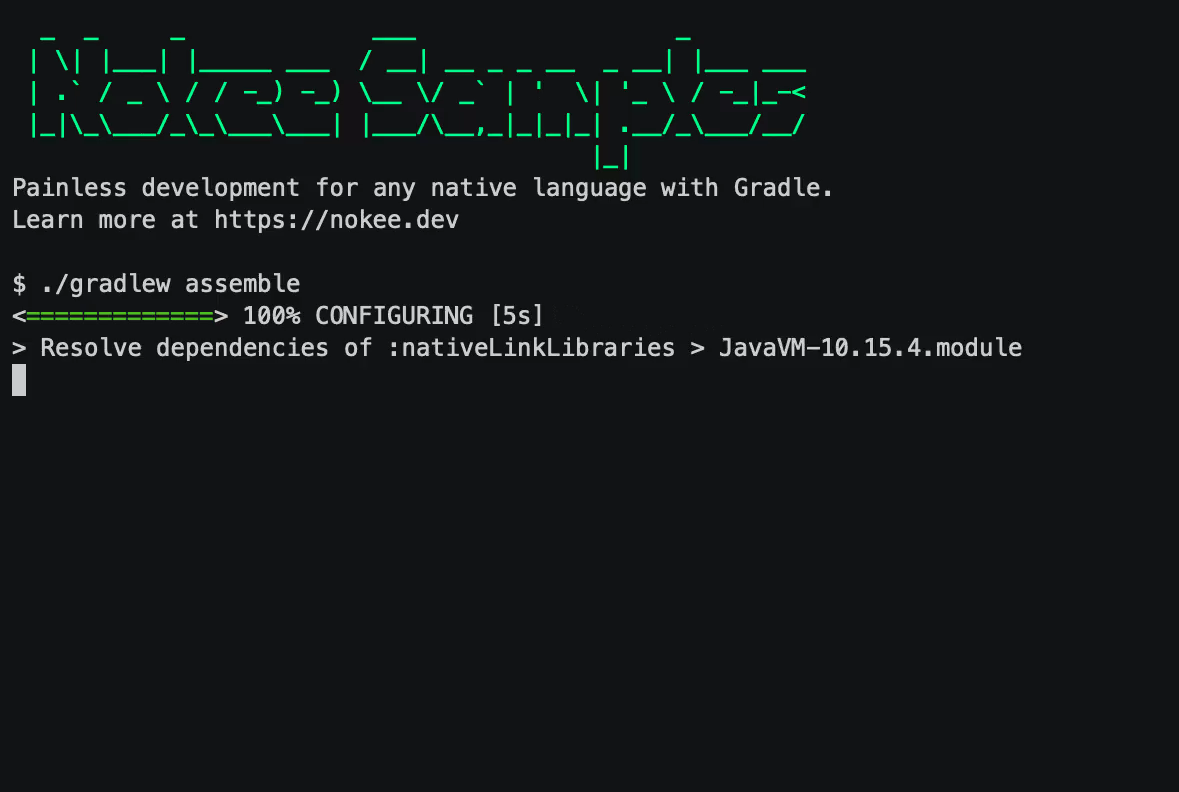 Nokee Samples
Painless development for any native language with Gradle.
Learn more at https://nokee.dev
$ ./gradlew assemble
<=============> 100% CONFIGURING [5s]
> Resolve dependencies of :nativeLinkLibraries > JavaVM-10.15.4.module